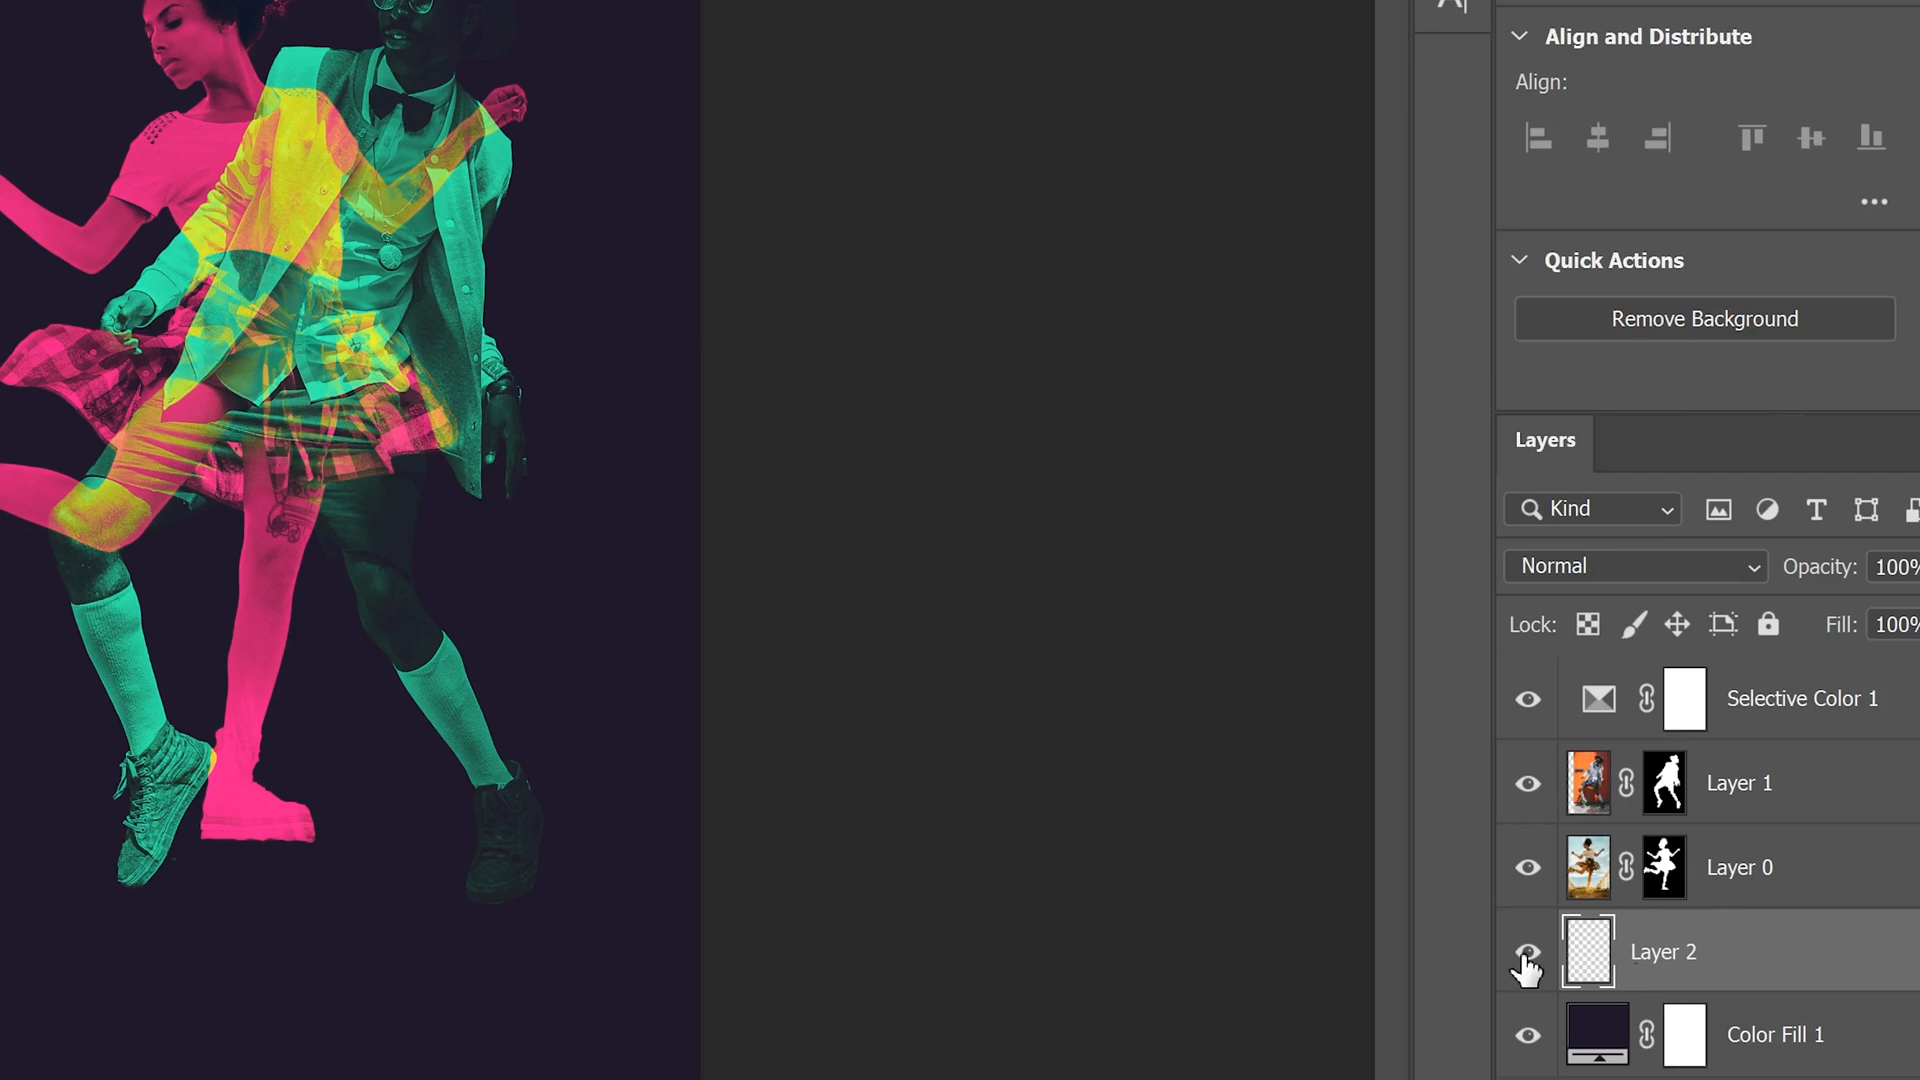 Align and Distribute
Align:
Quick Actions
Remove Background
Layers
Kind
Normal
Opacity: 100%
Lock:
Fill: 100%
Selective Color 1
Layer 1
Layer 0
Layer 2
Color Fill 1